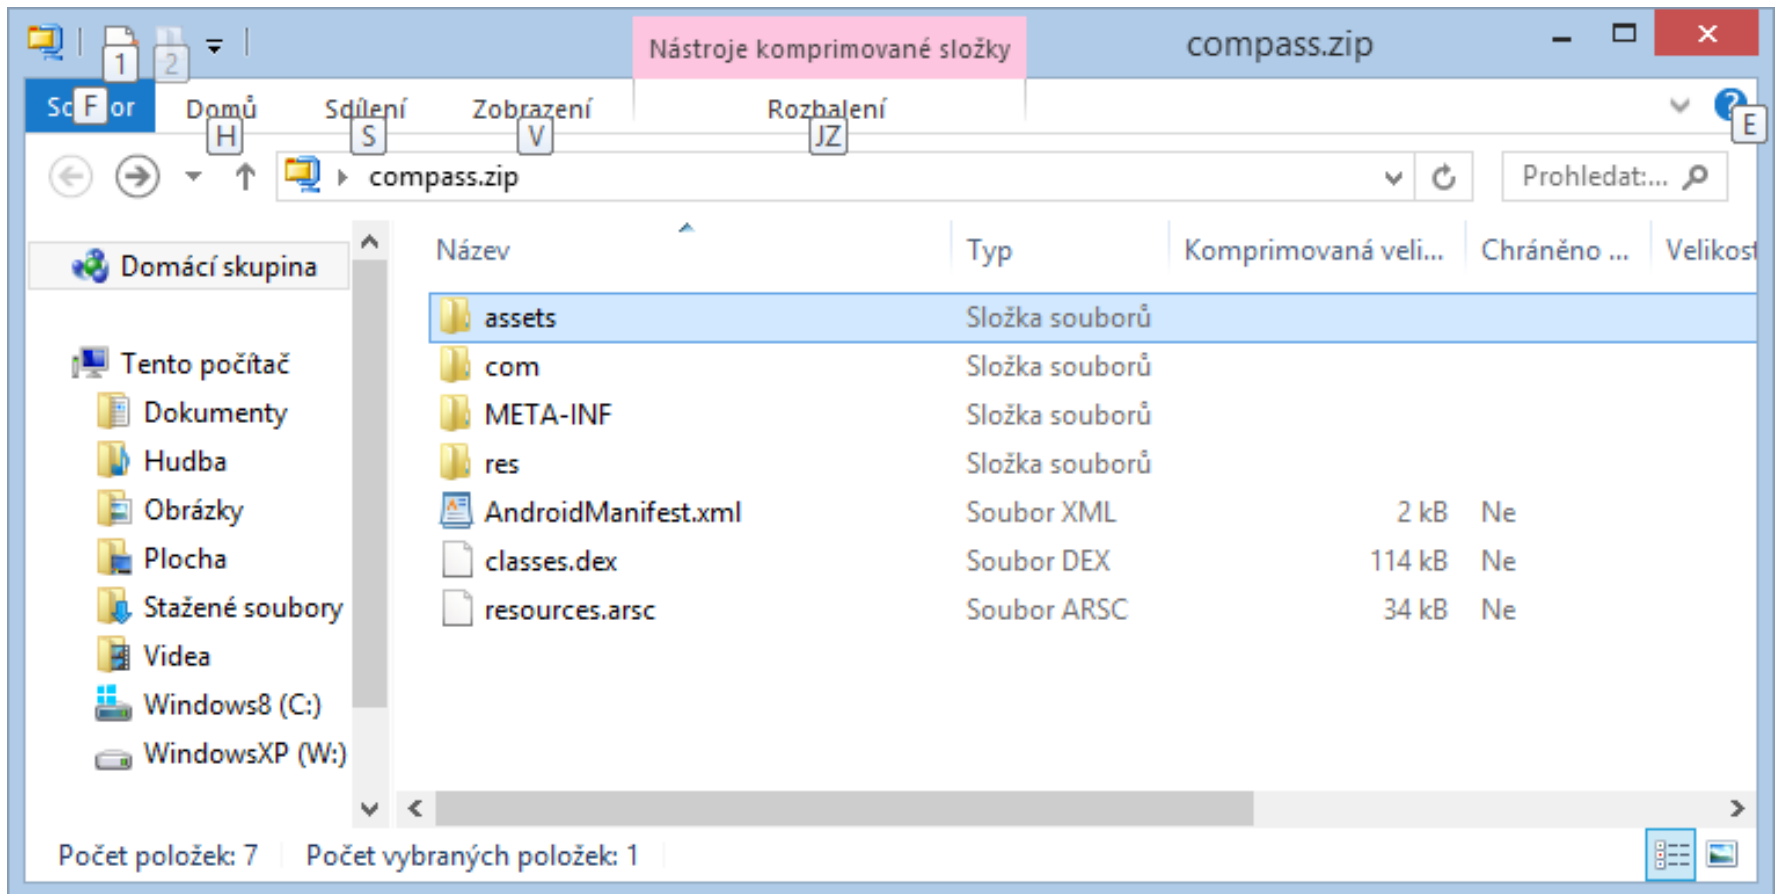 Nástroje komprimované složky compass.zip
1 2
F Domů Sdílení Zobrazení Rozbalení
H S V JZ E
compass.zip Prohledat:...
Název Typ Komprimovaná veli... Chráněno ... Velikost
Domácí skupina
assets Složka souborů
Tento počítač com Složka souborů
Dokumenty META-INF Složka souborů
Hudba res Složka souborů
Obrázky AndroidManifest.xml Soubor XML 2 kB Ne
Plocha classes.dex Soubor DEX 114 kB Ne
Stažené soubory resources.arsc Soubor ARSC 34 kB Ne
Videa
Windows8 (C:)
WindowsXP (W:)
Počet položek: 7 Počet vybraných položek: 1